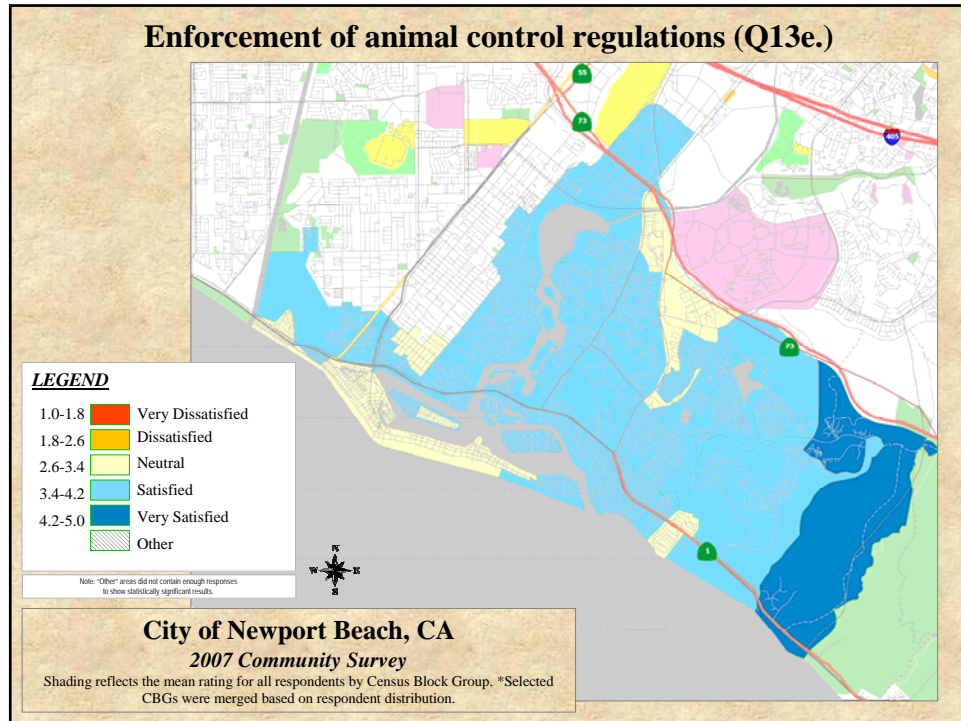 Enforcement of animal control regulations (Q13e.)
55
73
405
73
1
LEGEND
1.0-1.8 Very Dissatisfied
1.8-2.6 Dissatisfied
2.6-3.4 Neutral
3.4-4.2 Satisfied
4.2-5.0 Very Satisfied
Other
N
W E
S
Note: "Other" areas did not contain enough responses
to show statistically significant results.
City of Newport Beach, CA
2007 Community Survey
Shading reflects the mean rating for all respondents by Census Block Group. *Selected
CBGs were merged based on respondent distribution.